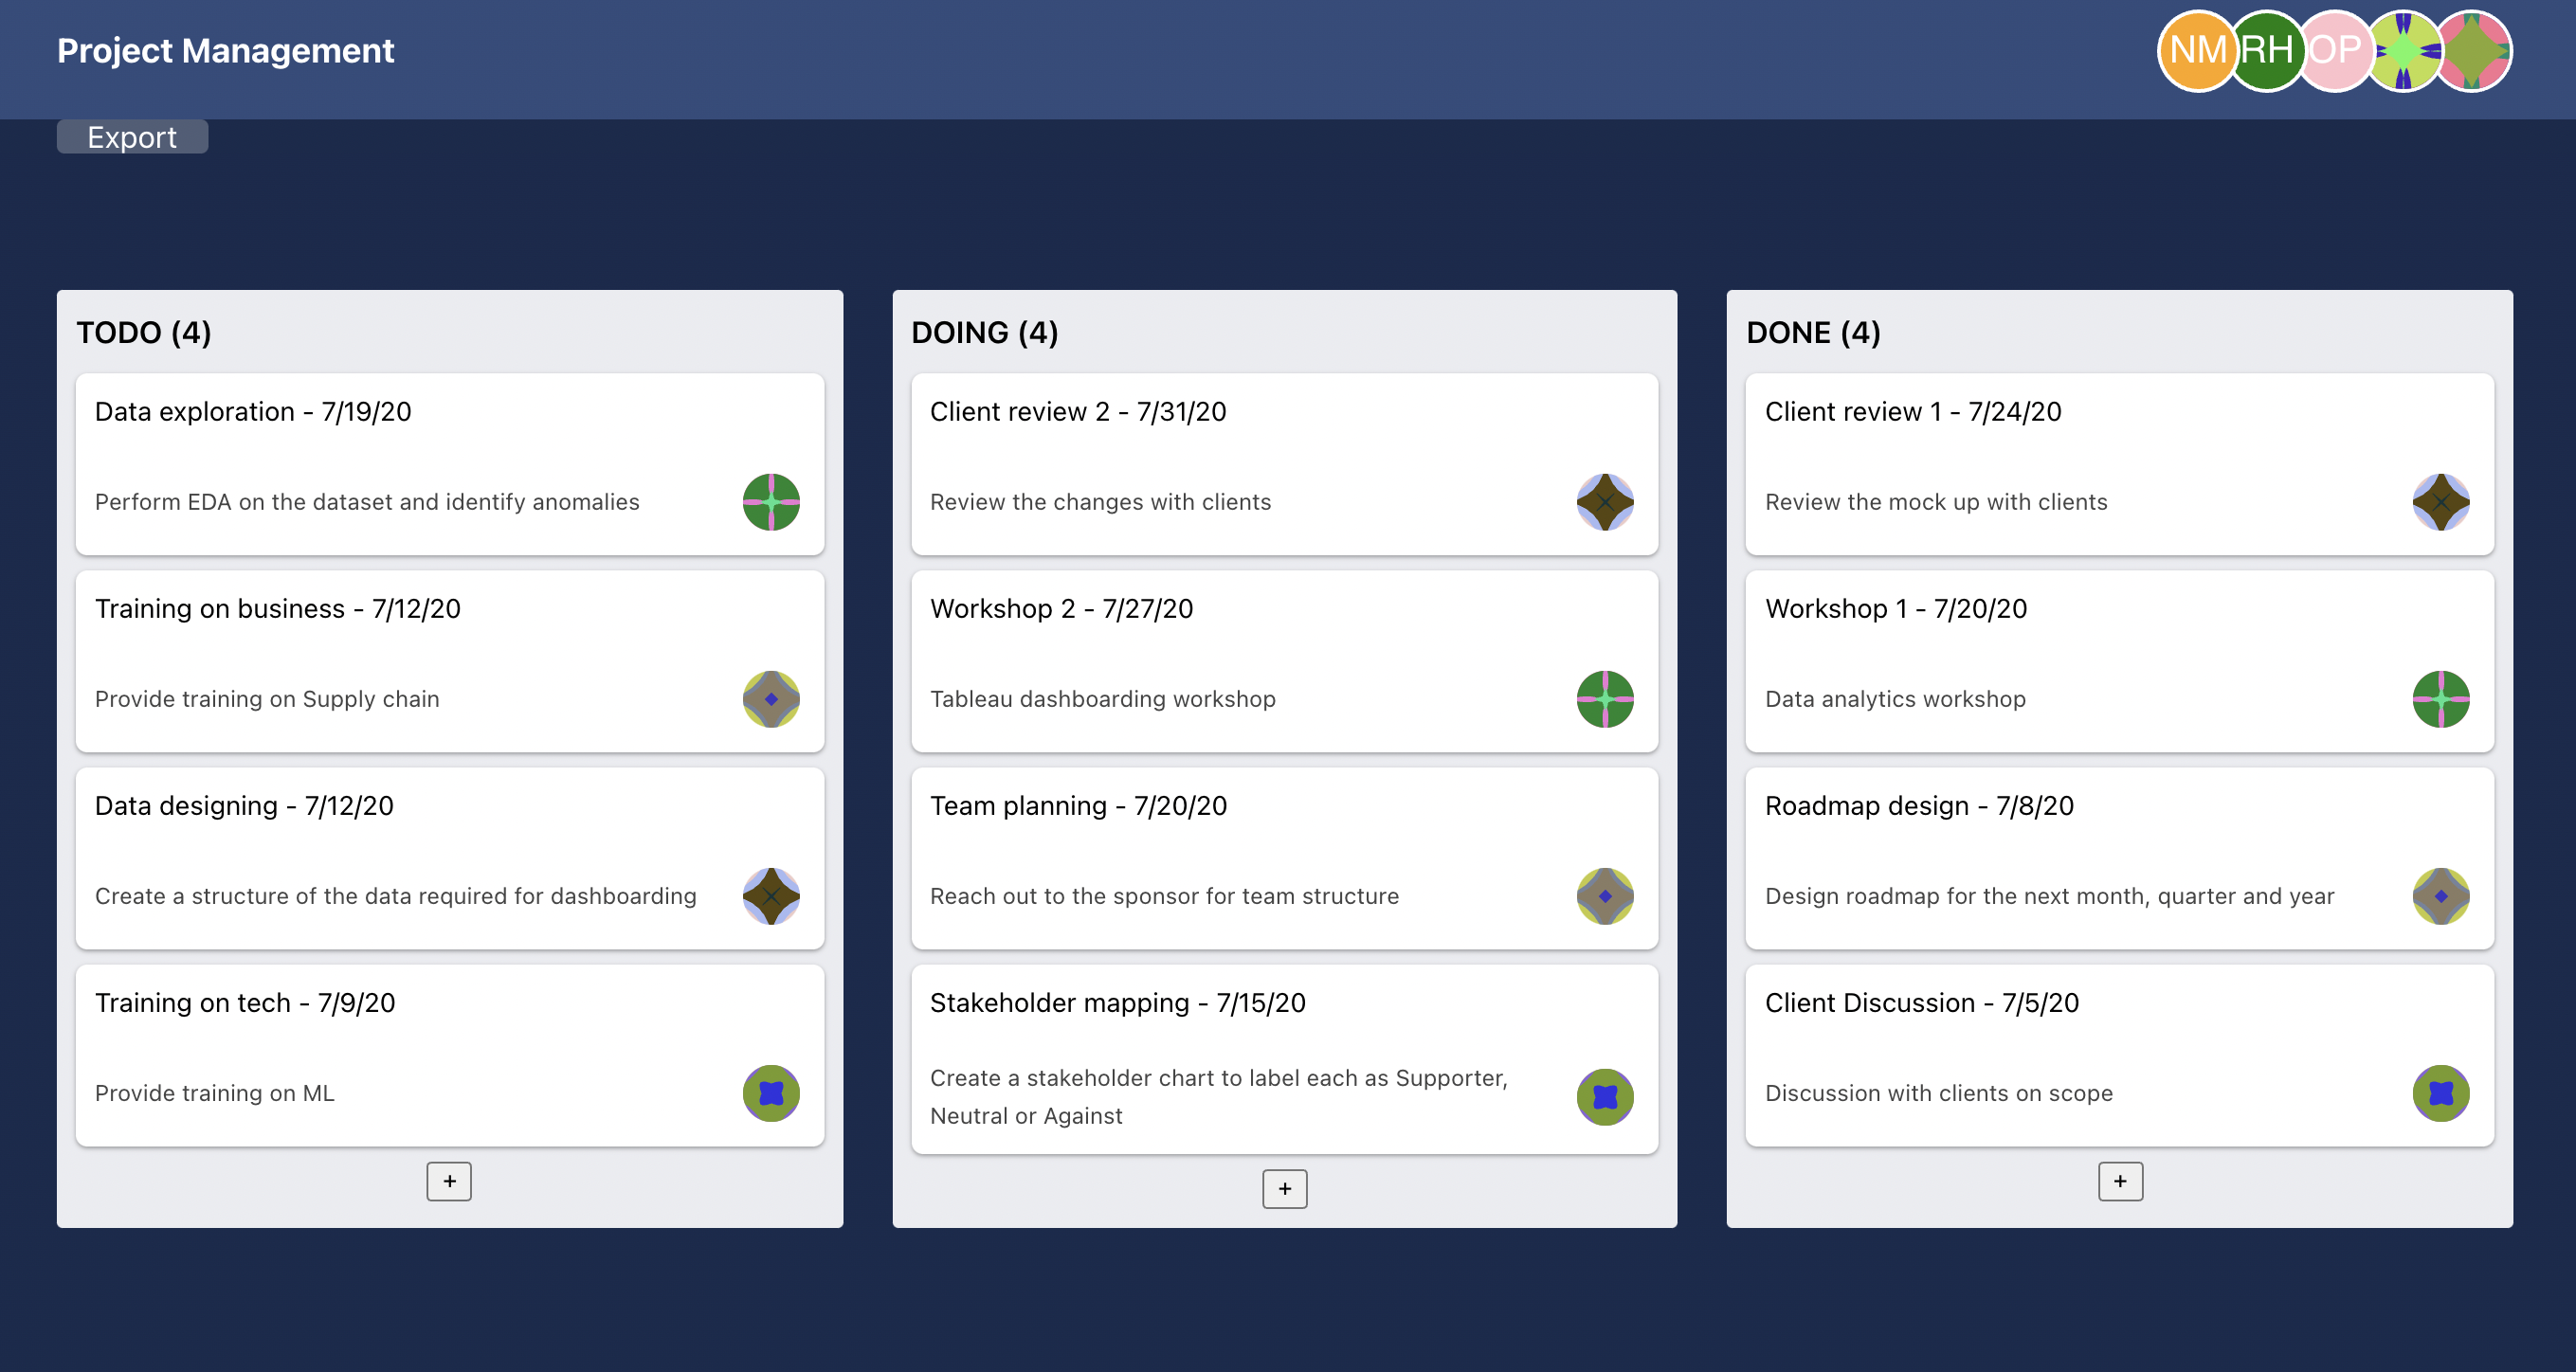 Project Management
NM RH OP
Export
TODO (4)
Data exploration - 7/19/20
Perform EDA on the dataset and identify anomalies
Training on business - 7/12/20
Provide training on Supply chain
Data designing - 7/12/20
Create a structure of the data required for dashboarding
Training on tech - 7/9/20
Provide training on ML
+
DOING (4)
Client review 2 - 7/31/20
Review the changes with clients
Workshop 2 - 7/27/20
Tableau dashboarding workshop
Team planning - 7/20/20
Reach out to the sponsor for team structure
Stakeholder mapping - 7/15/20
Create a stakeholder chart to label each as Supporter,
Neutral or Against
+
DONE (4)
Client review 1 - 7/24/20
Review the mock up with clients
Workshop 1 - 7/20/20
Data analytics workshop
Roadmap design - 7/8/20
Design roadmap for the next month, quarter and year
Client Discussion - 7/5/20
Discussion with clients on scope
+